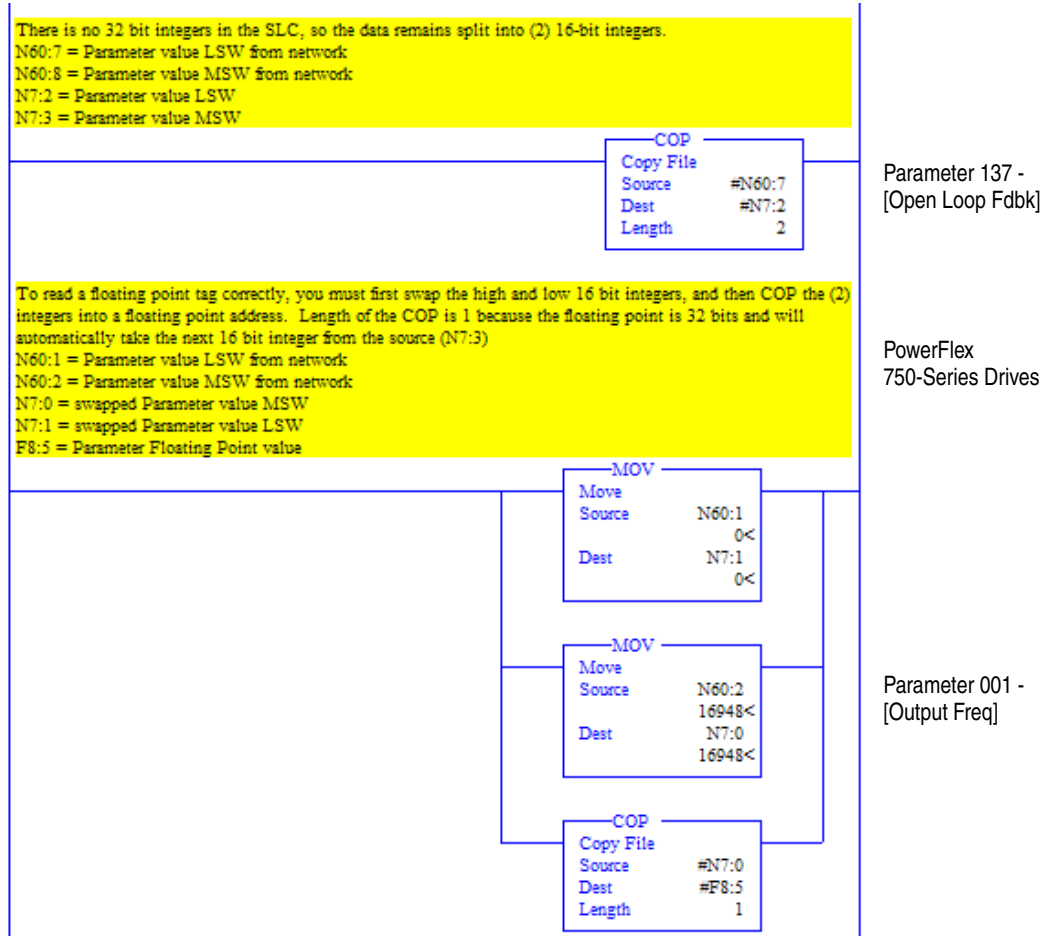 There is no 32 bit integers in the SLC, so the data remains split into (2) 16-bit integers.
N60:7 = Parameter value LSW from network
N60:8 = Parameter value MSW from network
N7:2 = Parameter value LSW
N7:3 = Parameter value MSW
COP
Copy File
Source #N60:7
Dest #N7:2
Length 2
Parameter 137 -
[Open Loop Fdbk]
To read a floating point tag correctly, you must first swap the high and low 16 bit integers, and then COP the (2)
integers into a floating point address. Length of the COP is 1 because the floating point is 32 bits and will
automatically take the next 16 bit integer from the source (N7:3)
N60:1 = Parameter value LSW from network
N60:2 = Parameter value MSW from network
N7:0 = swapped Parameter value MSW
N7:1 = swapped Parameter value LSW
F8:5 = Parameter Floating Point value
PowerFlex
750-Series Drives
MOV
Move
Source N60:1
0<
Dest N7:1
0<
MOV
Move
Source N60:2
16948<
Dest N7:0
16948<
Parameter 001 -
[Output Freq]
COP
Copy File
Source #N7:0
Dest #F8:5
Length 1